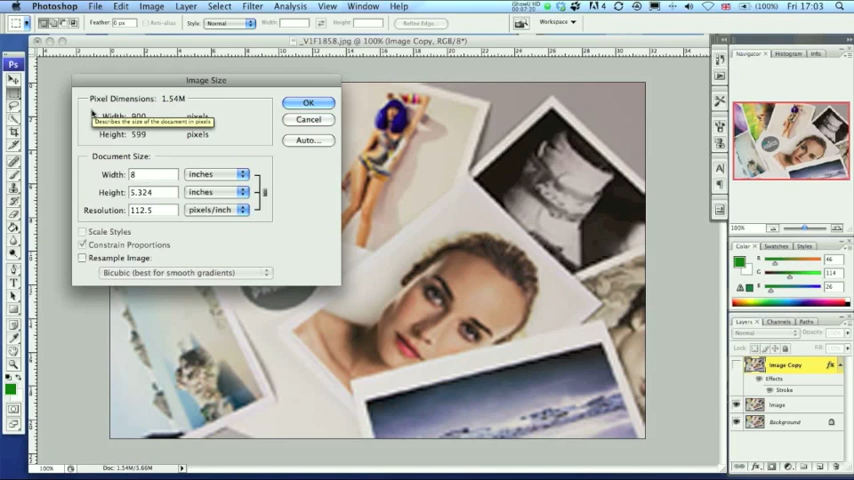 Photoshop File Edit Image Layer Select Filter Analysis View Window Help (100%) Fri 17:03
Feather: 0 px Anti-alias Style: Normal Width: Height: Refine Edge... Workspace
_V1F1858.jpg @ 100% (Image Copy, RGB/8*)
Image Size
Pixel Dimensions: 1.54M
Width: 900 pixels
Describes the size of the document in pixels
Height: 599 pixels
OK
Cancel
Auto...
Document Size:
Width: 8 inches
Height: 5.324 inches
Resolution: 112.5 pixels/inch
Scale Styles
Constrain Proportions
Resample Image:
Bicubic (best for smooth gradients)
100% Doc: 1.54M/5.66M
Ps
Navigator Histogram Info
100%
Color Swatches Styles
R 46
G 114
B 26
Layers Channels Paths
Normal Opacity:
Lock: Fill:
Image Copy fx
Effects
Stroke
Image
Background